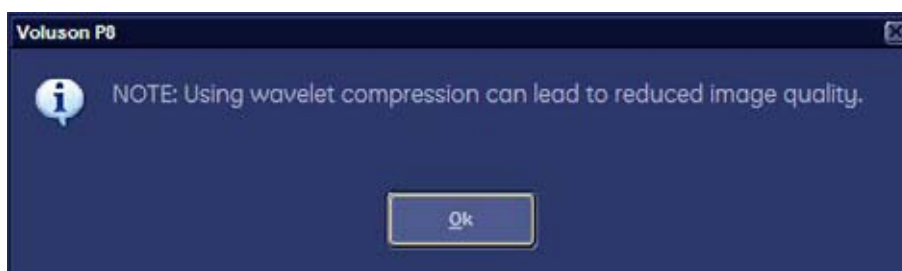 Voluson P8
NOTE: Using wavelet compression can lead to reduced image quality.
Ok